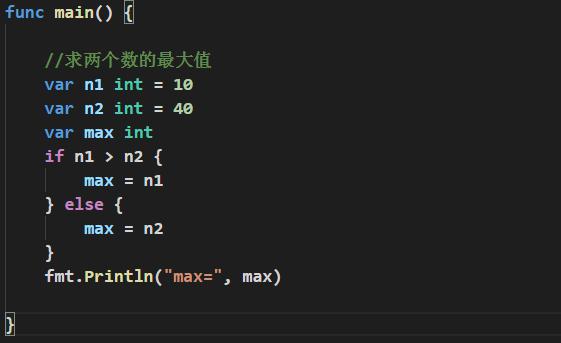 func main() {
//求两个数的最大值
var n1 int = 10
var n2 int = 40
var max int
if n1 > n2 {
max = n1
} else {
max = n2
}
fmt.Println("max=", max)
}